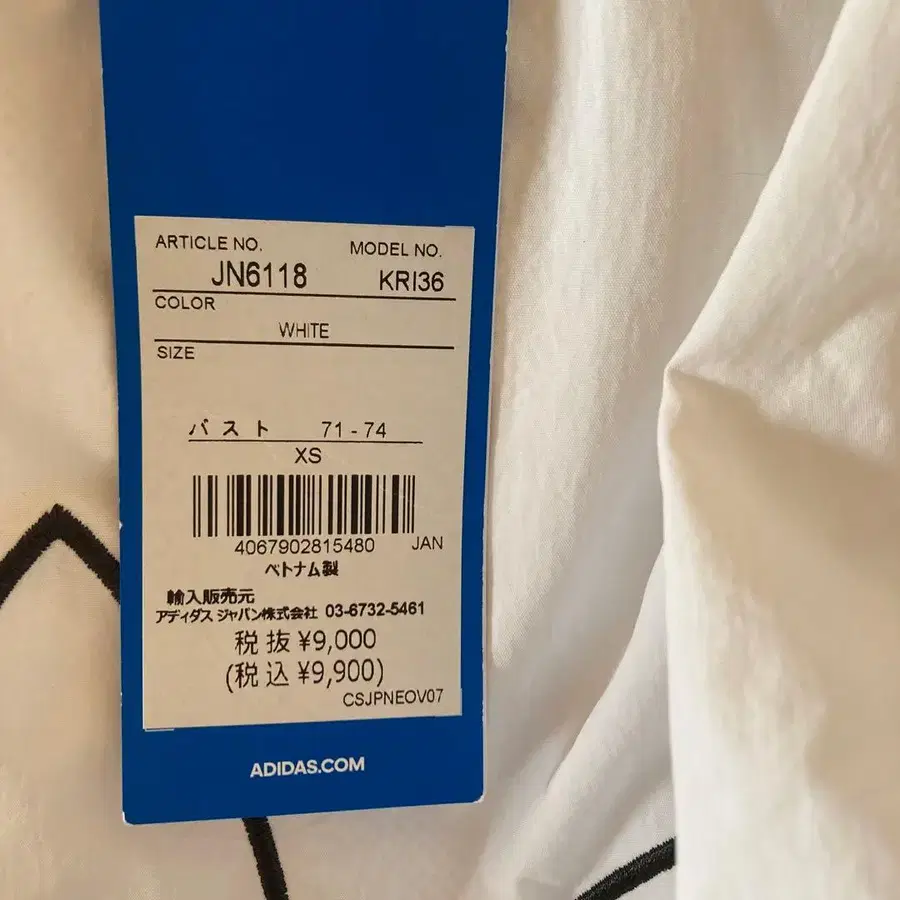 ARTICLE NO. MODEL NO.
JN6118 KRI36
COLOR
WHITE
SIZE
バスト 71-74
XS
4067902815480 JAN
ベトナム製
輸入販売元
アディダス ジャパン株式会社 03-6732-5461
税抜 ¥9,000
(税込 ¥9,900)
CSJPNEOV07
ADIDAS.COM